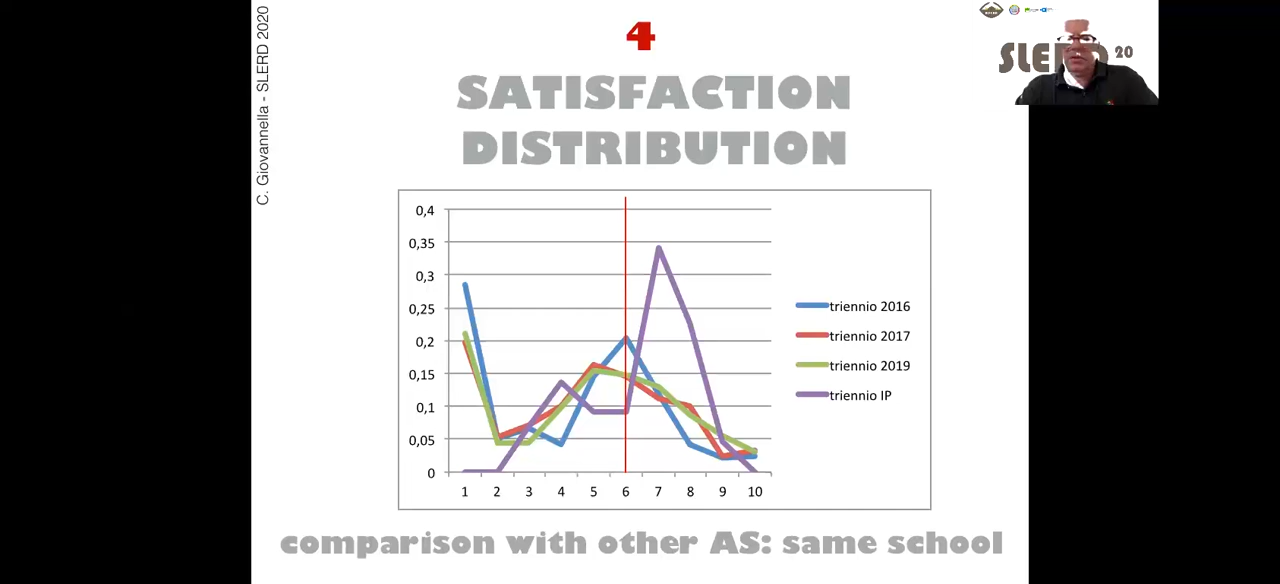 C. Giovannella - SLERD 2020
4
SATISFACTION
DISTRIBUTION
0,4
0,35
0,3
0,25
0,2
0,15
0,1
0,05
0
1 2 3 4 5 6 7 8 9 10
triennio 2016
triennio 2017
triennio 2019
triennio IP
comparison with other AS: same school
20